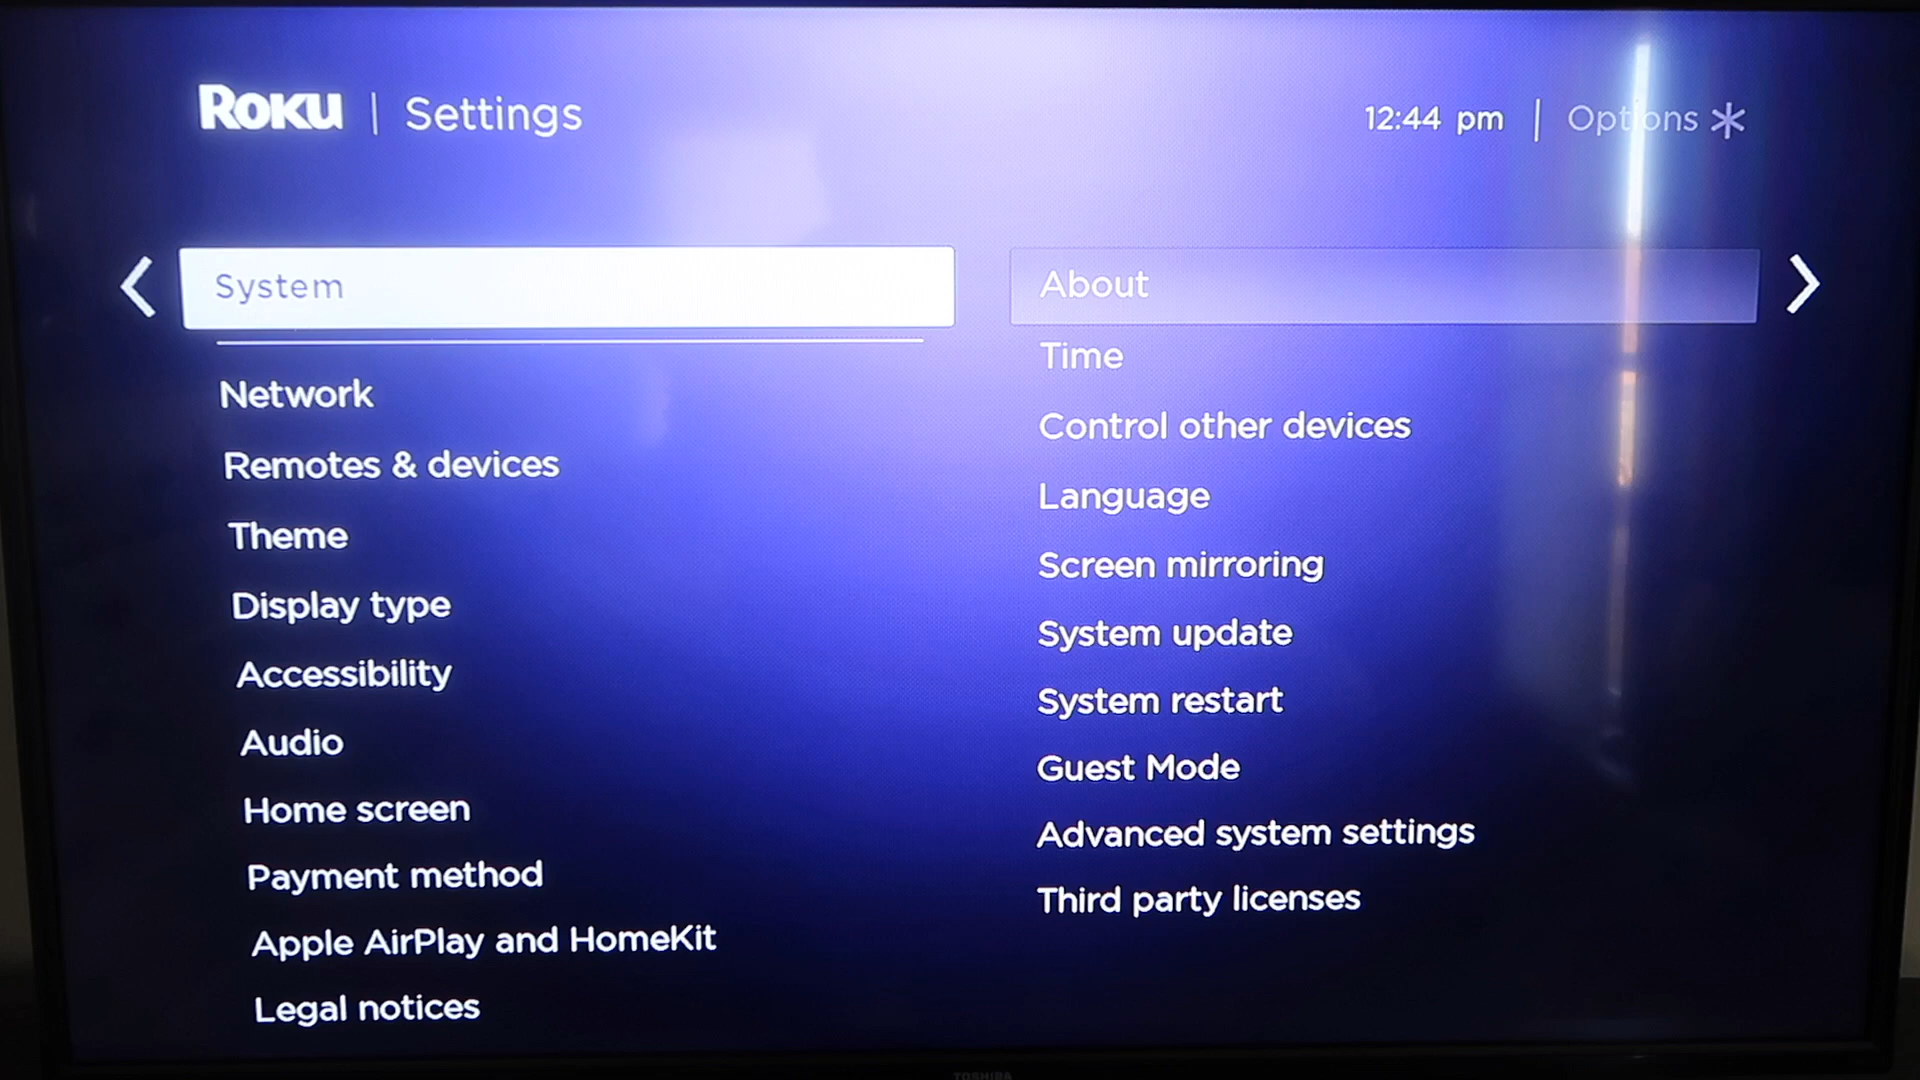 Roku | Settings
12:44 pm | Options *
System
Network
Remotes & devices
Theme
Display type
Accessibility
Audio
Home screen
Payment method
Apple AirPlay and HomeKit
Legal notices
About
Time
Control other devices
Language
Screen mirroring
System update
System restart
Guest Mode
Advanced system settings
Third party licenses
TOSHIBA